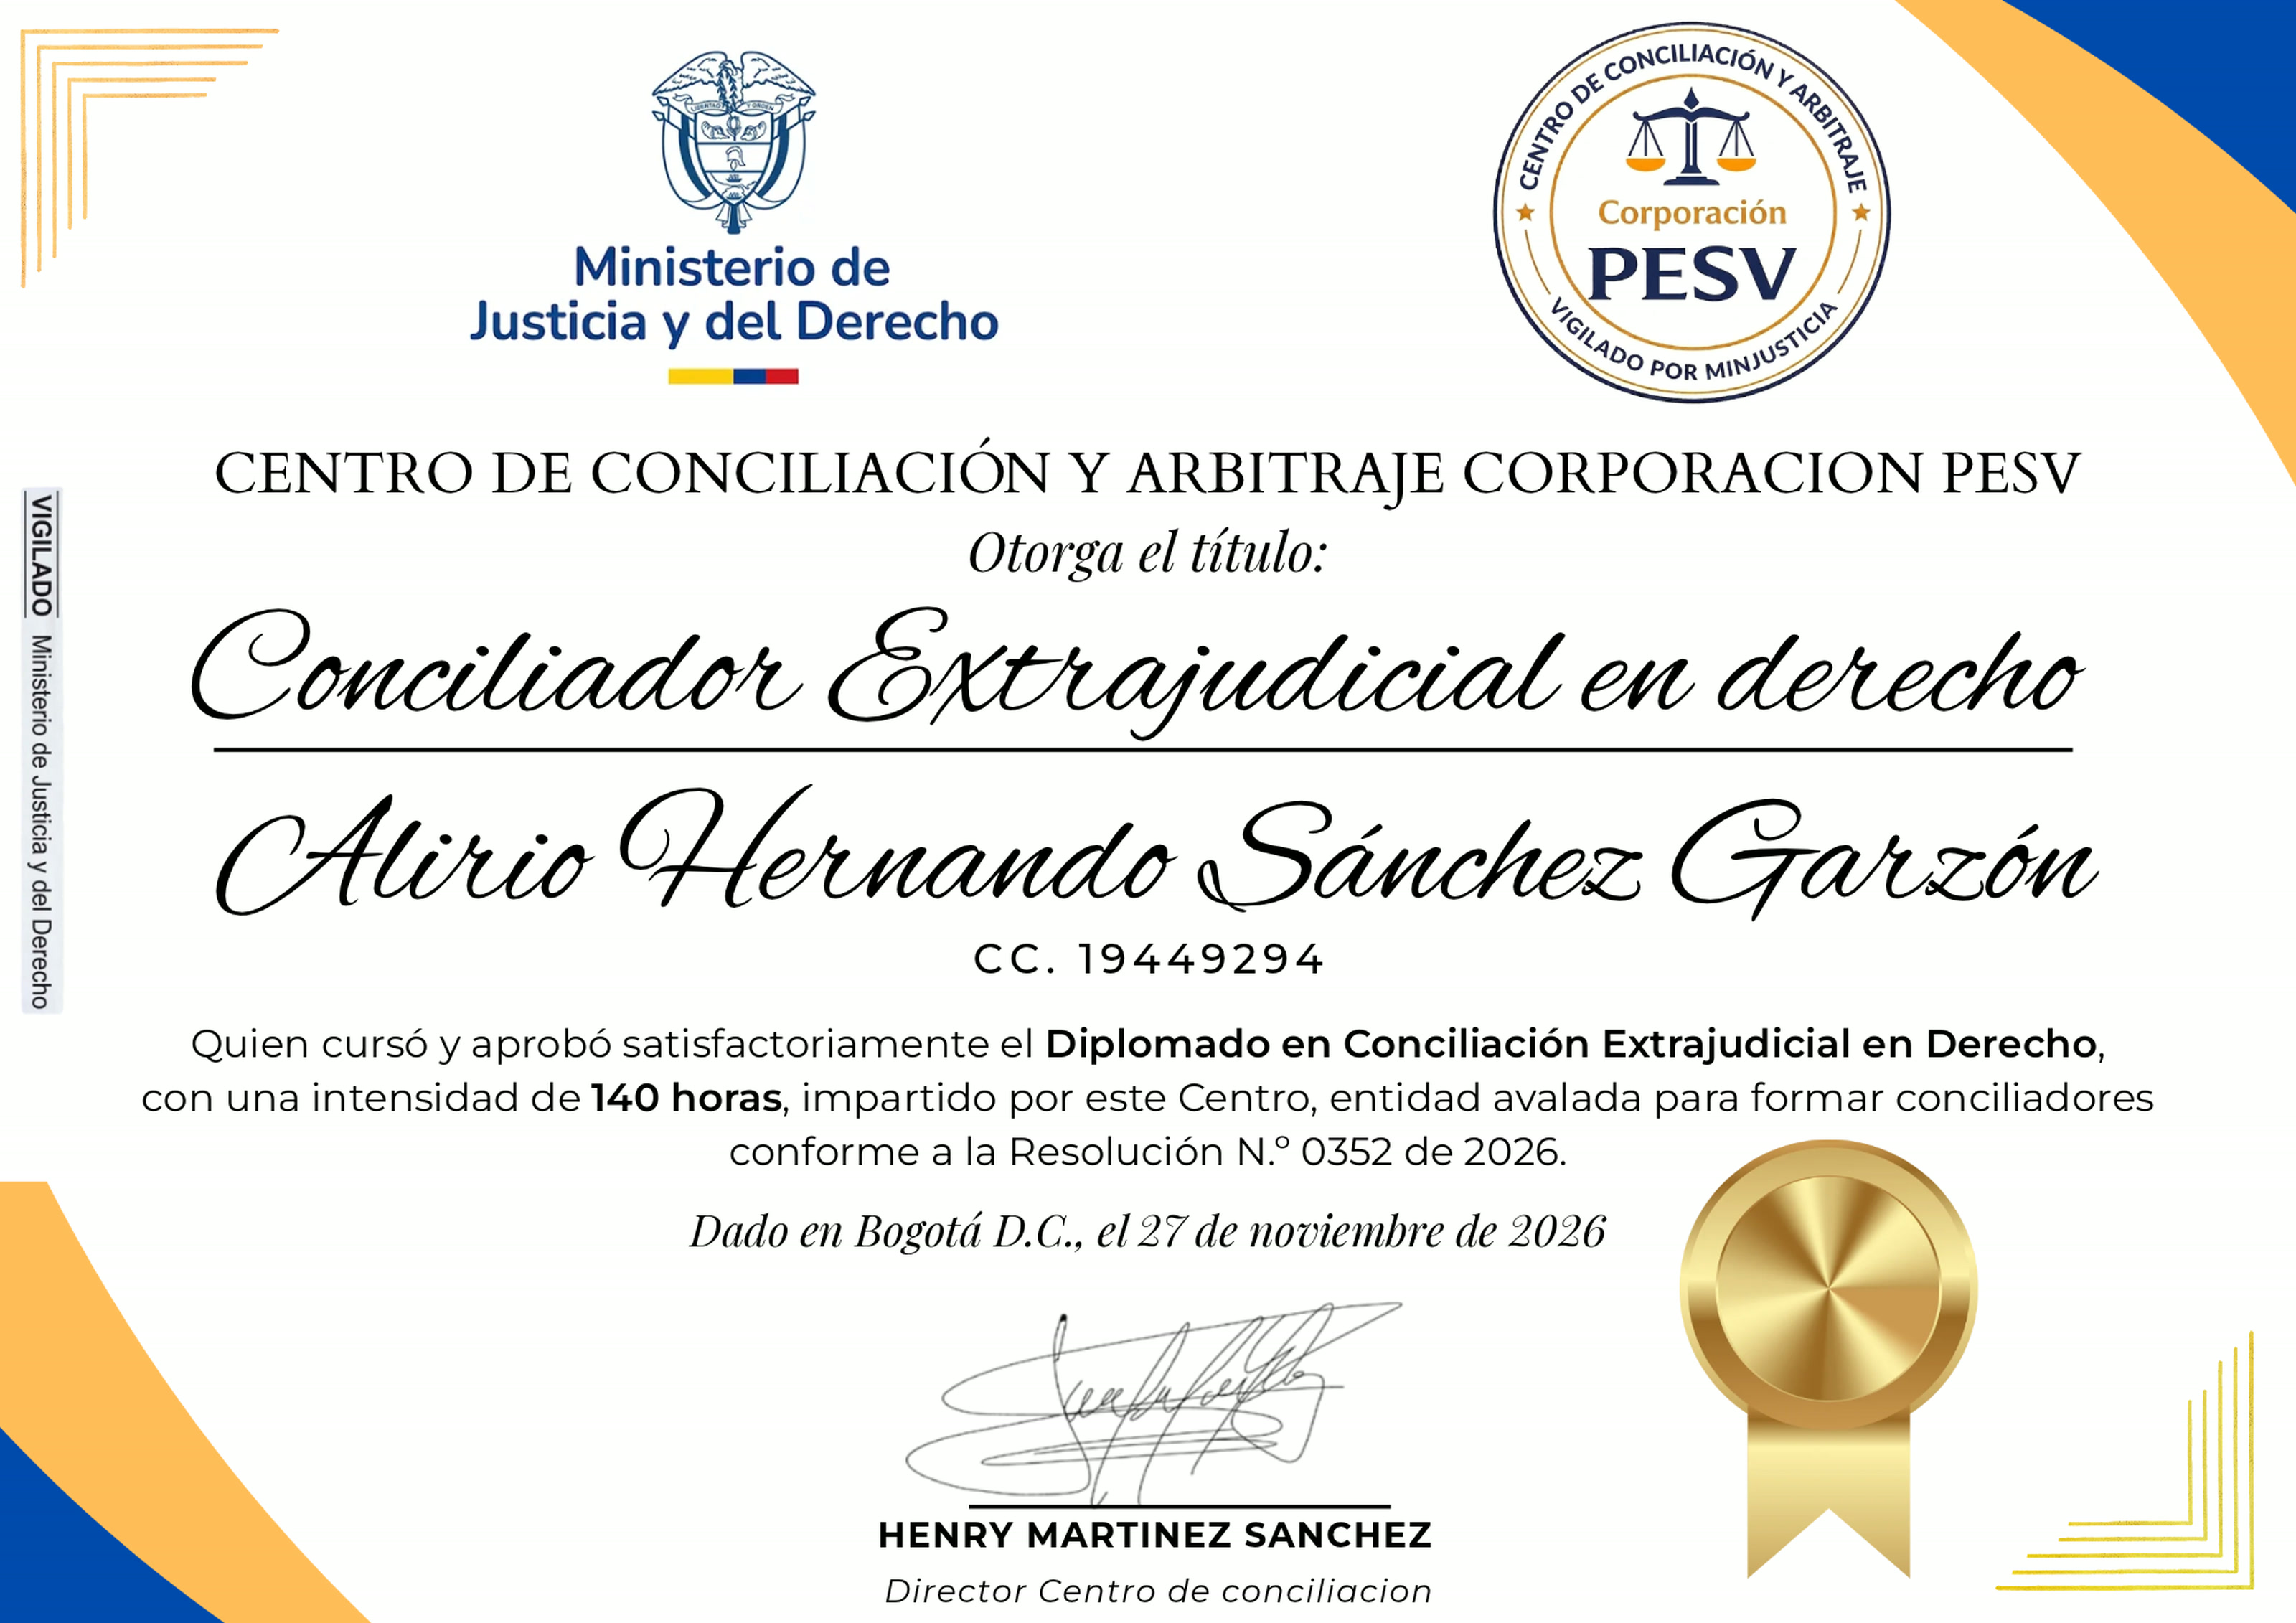 LIBERTAD Y ORDEN
Ministerio de
Justicia y del Derecho
CENTRO DE CONCILIACIÓN Y ARBITRAJE
Corporación
PESV
VIGILADO POR MINJUSTICIA
CENTRO DE CONCILIACIÓN Y ARBITRAJE CORPORACION PESV
Otorga el título:
Conciliador Extrajudicial en derecho
Alirio Hernando Sánchez Garzón
CC. 19449294
Quien cursó y aprobó satisfactoriamente el Diplomado en Conciliación Extrajudicial en Derecho,
con una intensidad de 140 horas, impartido por este Centro, entidad avalada para formar conciliadores
conforme a la Resolución N.º 0352 de 2026.
Dado en Bogotá D.C., el 27 de noviembre de 2026
HENRY MARTINEZ SANCHEZ
Director Centro de conciliacion
VIGILADO Ministerio de Justicia y del Derecho